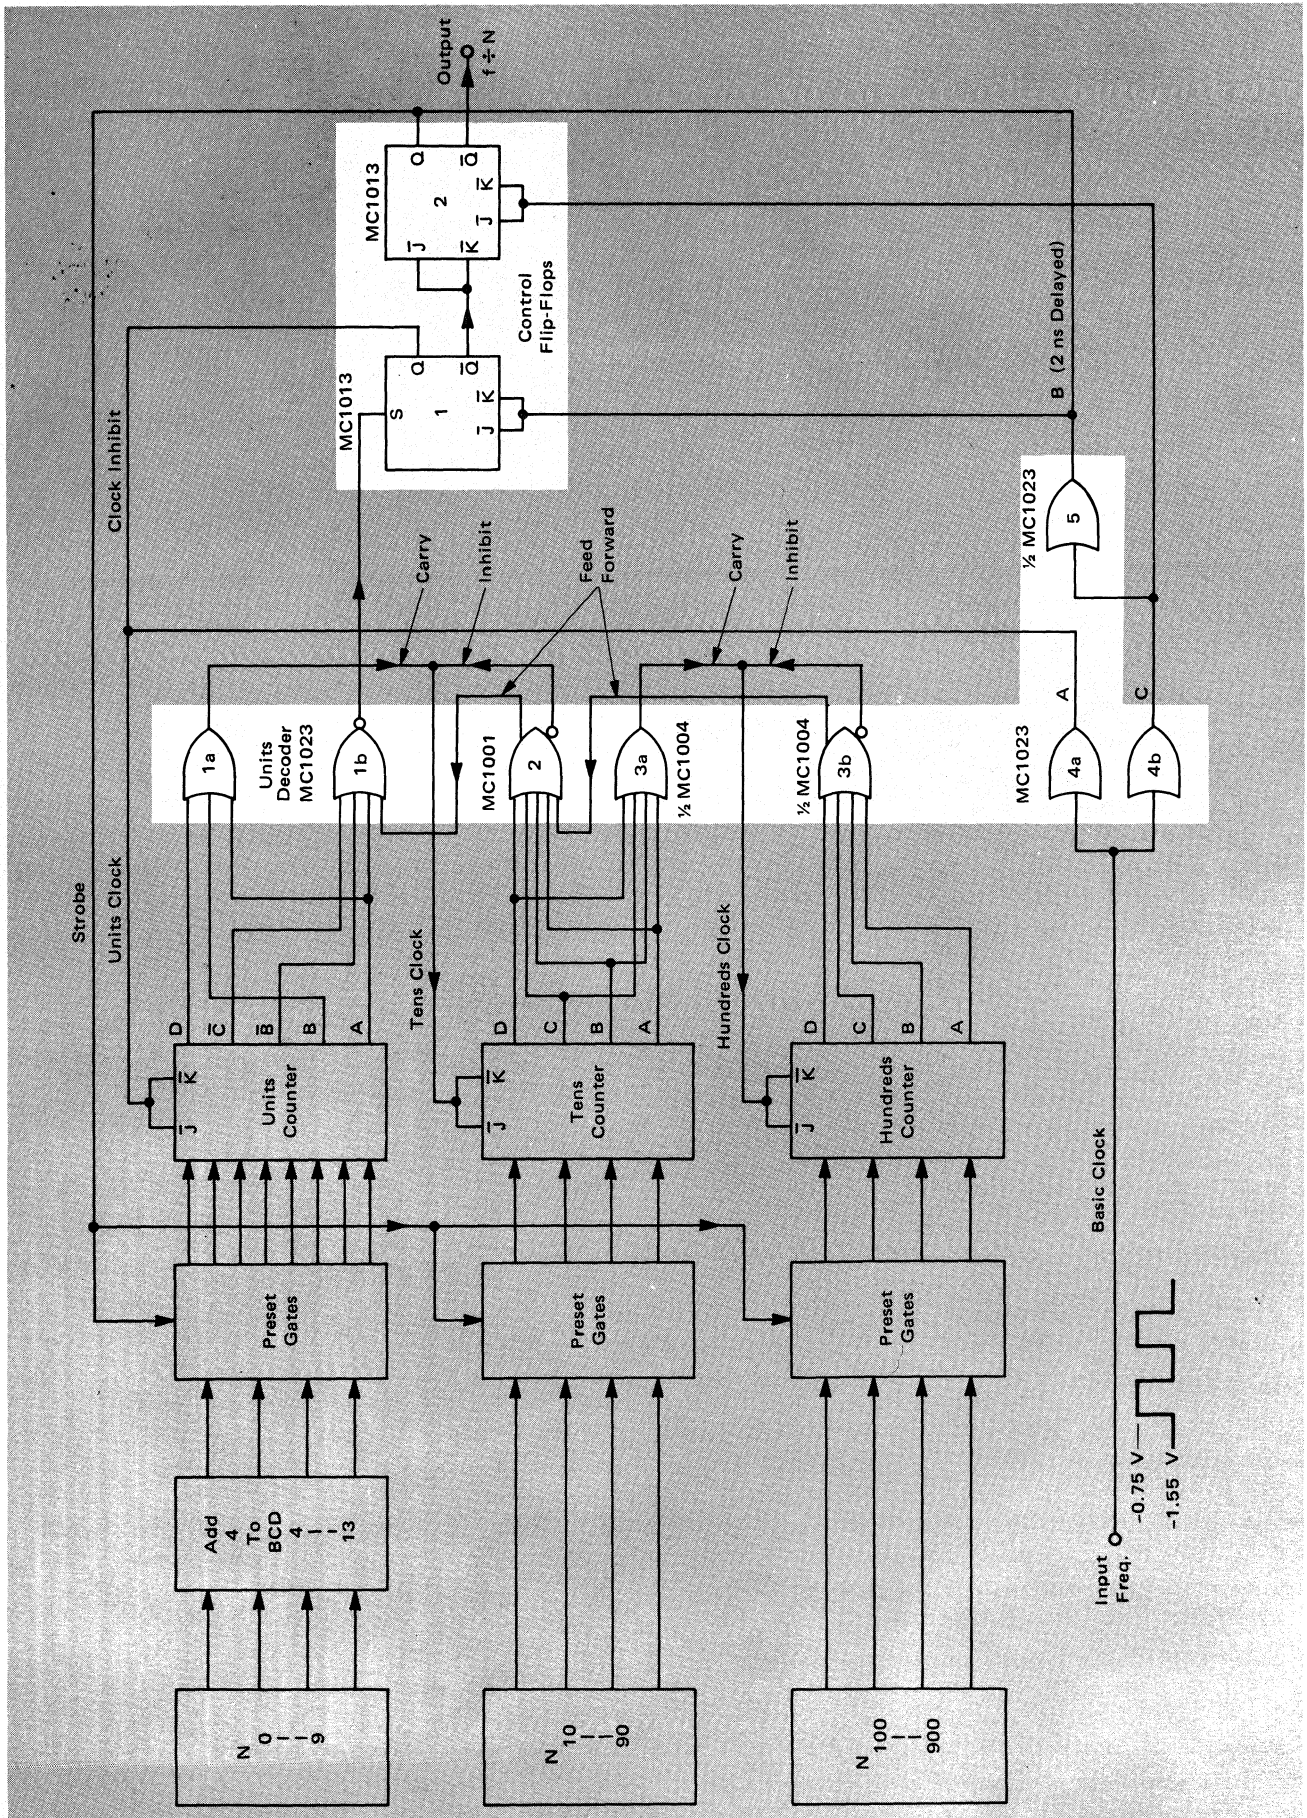 Strobe
Units Clock
Clock Inhibit
N
0
9
Add
4
To
BCD
4
13
Preset
Gates
J̅
K̅
Units
Counter
D
C̅
B̅
B
A
Units
Decoder
MC1023
1a
1b
Carry
Inhibit
MC1013
S
1
J̅ K̅
Q
Q̅
MC1013
J̅
K̅
2
J̅ K̅
Q
Q̅
Output
f ÷ N
Control
Flip-Flops
N
10
90
Preset
Gates
Tens Clock
J̅
K̅
Tens
Counter
D
C
B
A
MC1001
2
3a
½ MC1004
Feed
Forward
N
100
900
Preset
Gates
Hundreds Clock
J̅
K̅
Hundreds
Counter
D
C
B
A
½ MC1004
3b
Carry
Inhibit
½ MC1023
5
B (2 ns Delayed)
MC1023
4a
A
4b
C
Input
Freq.
Basic Clock
-0.75 V
-1.55 V